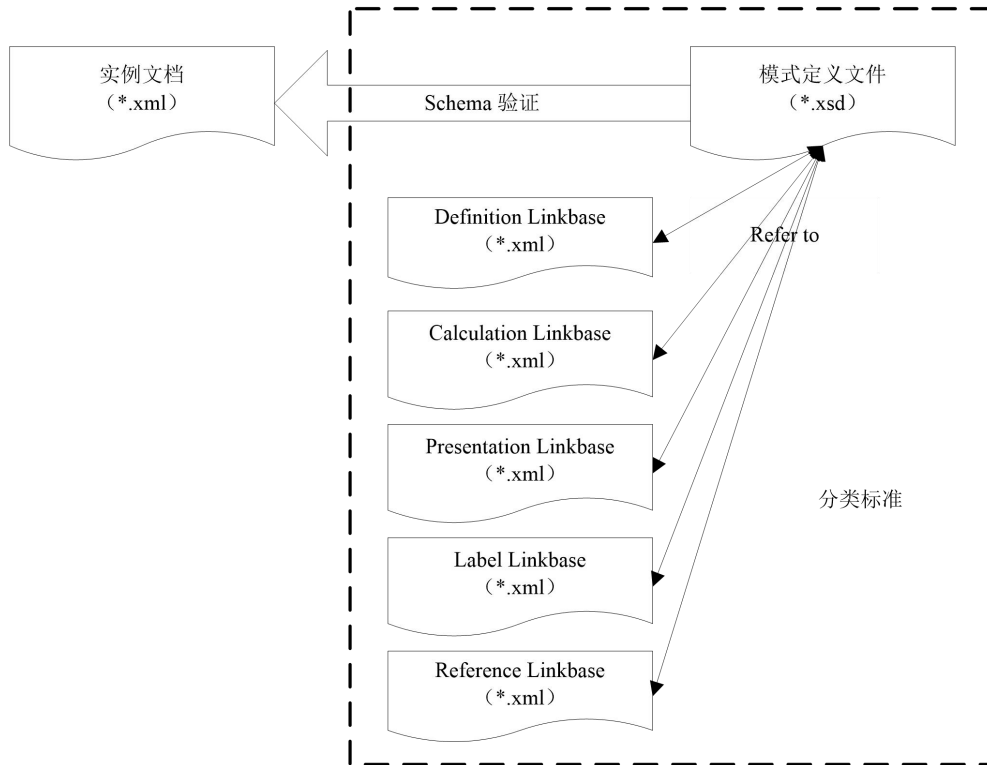 实例文档
（*.xml）
Schema 验证
模式定义文件
（*.xsd）
Definition Linkbase
（*.xml）
Refer to
Calculation Linkbase
（*.xml）
Presentation Linkbase
（*.xml）
分类标准
Label Linkbase
（*.xml）
Reference Linkbase
（*.xml）